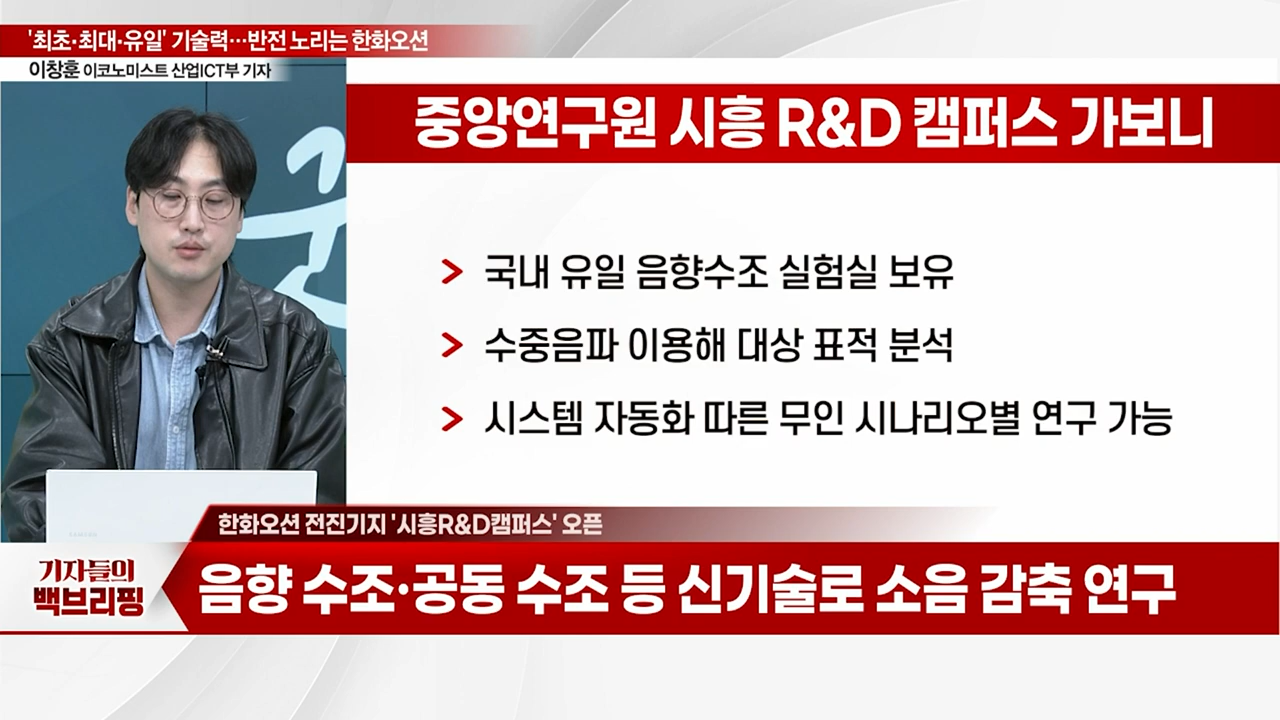 '최초·최대·유일' 기술력…반전 노리는 한화오션
이창훈 이코노미스트 산업ICT부 기자
중앙연구원 시흥 R&D 캠퍼스 가보니
> 국내 유일 음향수조 실험실 보유
> 수중음파 이용해 대상 표적 분석
> 시스템 자동화 따른 무인 시나리오별 연구 가능
한화오션 전진기지 '시흥R&D캠퍼스' 오픈
기자들의
백브리핑
음향 수조·공동 수조 등 신기술로 소음 감축 연구